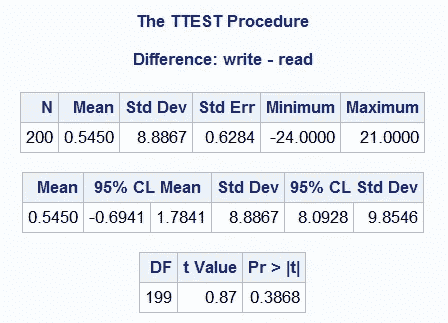 The TTEST Procedure
Difference: write - read
N Mean Std Dev Std Err Minimum Maximum
200 0.5450 8.8867 0.6284 -24.0000 21.0000
Mean 95% CL Mean Std Dev 95% CL Std Dev
0.5450 -0.6941 1.7841 8.8867 8.0928 9.8546
DF t Value Pr > |t|
199 0.87 0.3868